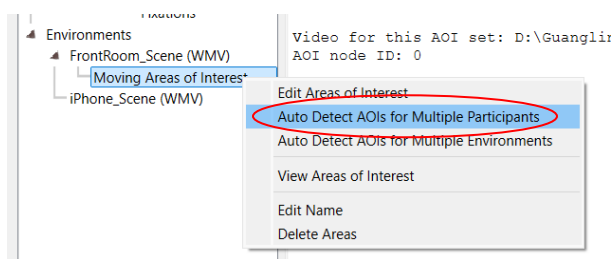 Fixations
Environments
FrontRoom_Scene (WMV)
Moving Areas of Interest
iPhone_Scene (WMV)
Video for this AOI set: D:\Guanglin
AOI node ID: 0
Edit Areas of Interest
Auto Detect AOIs for Multiple Participants
Auto Detect AOIs for Multiple Environments
View Areas of Interest
Edit Name
Delete Areas